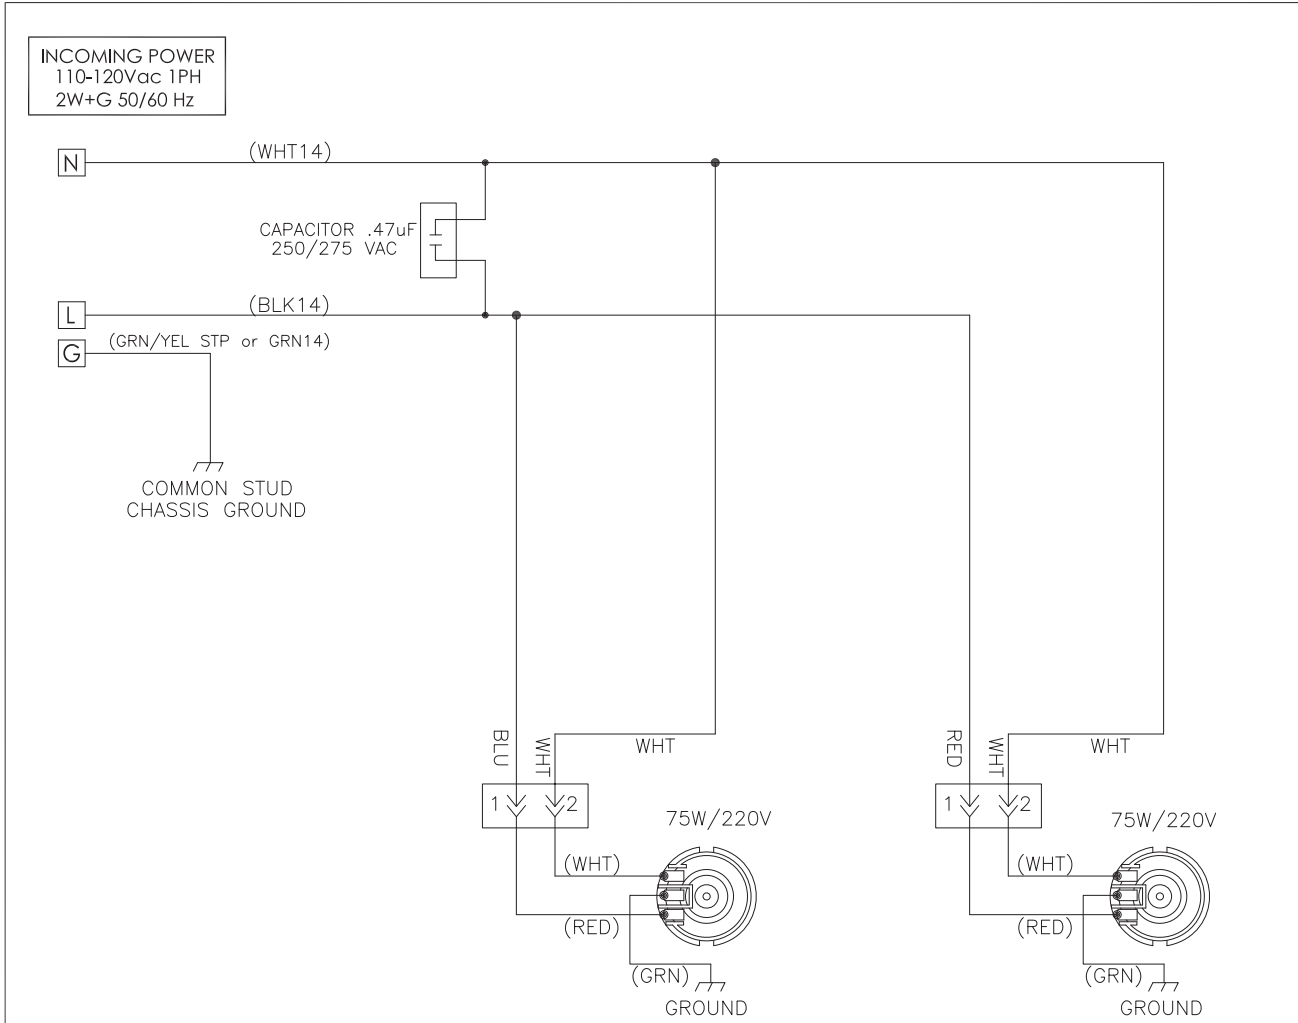 INCOMING POWER
110-120Vac 1PH
2W+G 50/60 Hz
N
(WHT14)
CAPACITOR .47uF
250/275 VAC
L
(BLK14)
G
(GRN/YEL STP or GRN14)
COMMON STUD
CHASSIS GROUND
BLU
WHT
WHT
RED
WHT
WHT
1
2
75W/220V
1
2
75W/220V
(WHT)
(WHT)
(RED)
(RED)
(GRN)
(GRN)
GROUND
GROUND